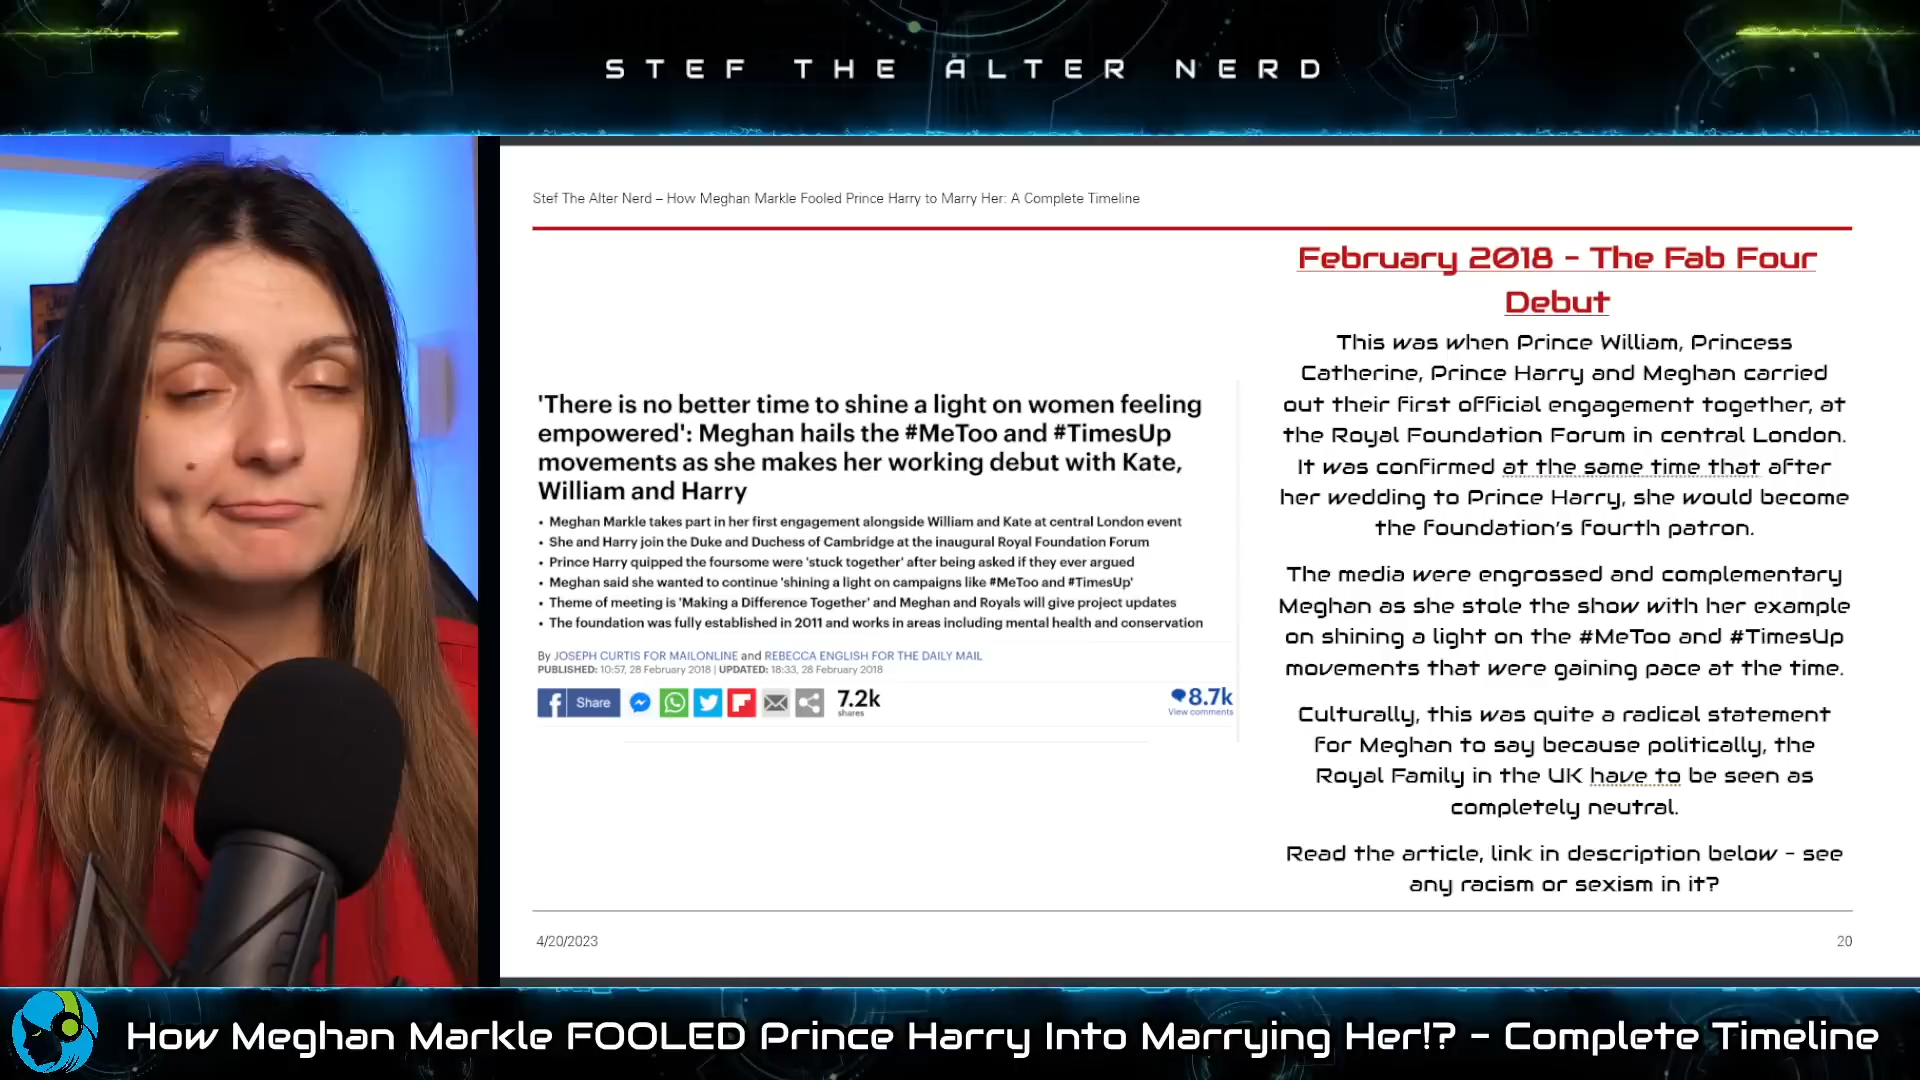 STEF THE ALTER NERD
Stef The Alter Nerd – How Meghan Markle Fooled Prince Harry to Marry Her: A Complete Timeline
'There is no better time to shine a light on women feeling
empowered': Meghan hails the #MeToo and #TimesUp
movements as she makes her working debut with Kate,
William and Harry
• Meghan Markle takes part in her first engagement alongside William and Kate at central London event
• She and Harry join the Duke and Duchess of Cambridge at the inaugural Royal Foundation Forum
• Prince Harry quipped the foursome were 'stuck together' after being asked if they ever argued
• Meghan said she wanted to continue 'shining a light on campaigns like #MeToo and #TimesUp'
• Theme of meeting is 'Making a Difference Together' and Meghan and Royals will give project updates
• The foundation was fully established in 2011 and works in areas including mental health and conservation
By JOSEPH CURTIS FOR MAILONLINE and REBECCA ENGLISH FOR THE DAILY MAIL
PUBLISHED: 10:57, 28 February 2018 | UPDATED: 18:33, 28 February 2018
Share
7.2k
shares
8.7k
View comments
February 2018 - The Fab Four
Debut
This was when Prince William, Princess
Catherine, Prince Harry and Meghan carried
out their first official engagement together, at
the Royal Foundation Forum in central London.
It was confirmed at the same time that after
her wedding to Prince Harry, she would become
the foundation's fourth patron.
The media were engrossed and complementary
Meghan as she stole the show with her example
on shining a light on the #MeToo and #TimesUp
movements that were gaining pace at the time.
Culturally, this was quite a radical statement
for Meghan to say because politically, the
Royal Family in the UK have to be seen as
completely neutral.
Read the article, link in description below - see
any racism or sexism in it?
4/20/2023
20
How Meghan Markle FOOLED Prince Harry Into Marrying Her!? - Complete Timeline